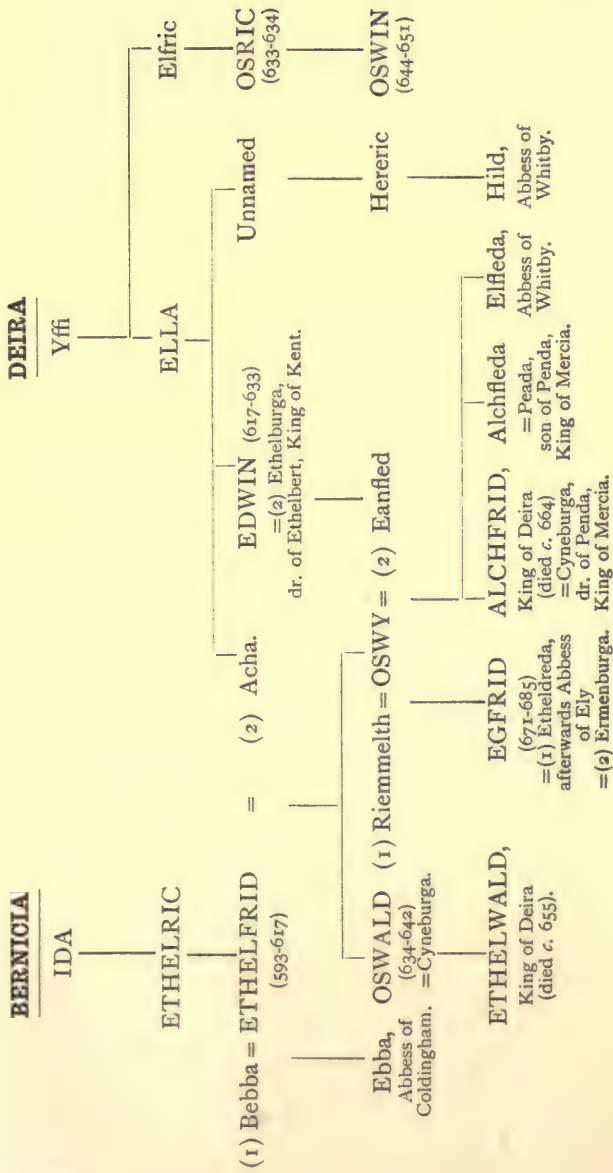 BERNICIA
IDA
ETHELRIC
(1) Bebba = ETHELFRID = (2) Acha.
(593-617)
Ebba,
Abbess of
Coldingham.
OSWALD
(634-642)
=Cyneburga.
(1) Riemmelth = OSWY = (2) Eanfled
ETHELWALD,
King of Deira
(died c. 655).
EGFRID
(671-685)
=(1) Etheldreda,
afterwards Abbess
of Ely
=(2) Ermenburga.
ALCHFRID,
King of Deira
(died c. 664)
=Cyneburga,
dr. of Penda,
King of Mercia.
Alchfleda
=Peada,
son of Penda,
King of Mercia.
Elfleda,
Abbess of
Whitby.
DEIRA
Yffi
ELLA
Elfric
EDWIN (617-633)
=(2) Ethelburga,
dr. of Ethelbert, King of Kent.
Unnamed
OSRIC
(633-634)
Hereric
OSWIN
(644-651)
Hild,
Abbess of
Whitby.